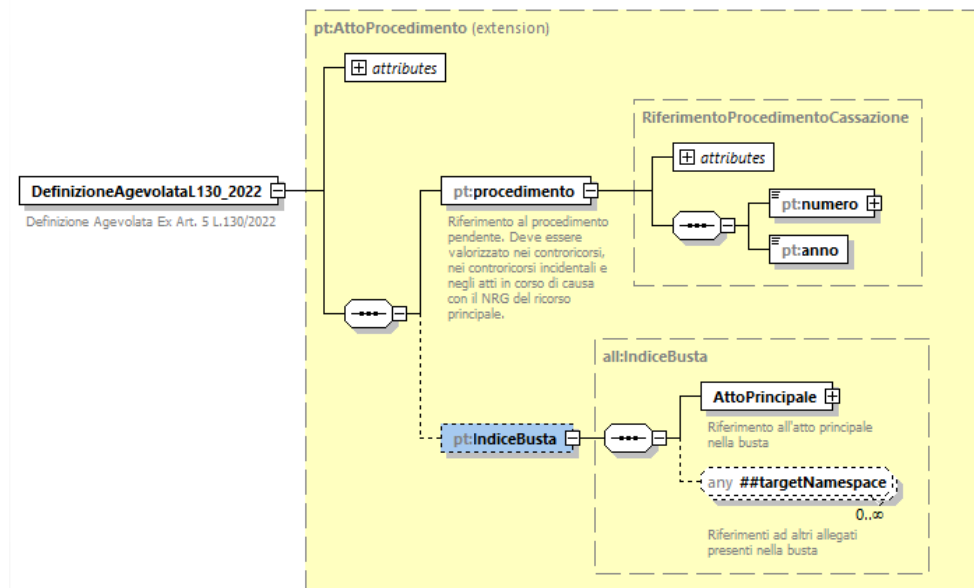 pt:AttoProcedimento (extension)
attributes
RiferimentoProcedimentoCassazione
attributes
DefinizioneAgevolataL130_2022
Definizione Agevolata Ex Art. 5 L.130/2022
pt:procedimento
Riferimento al procedimento
pendente. Deve essere
valorizzato nei controricorsi,
nei controricorsi incidentali e
negli atti in corso di causa
con il NRG del ricorso
principale.
pt:numero
pt:anno
all:IndiceBusta
AttoPrincipale
Riferimento all'atto principale
nella busta
pt:IndiceBusta
any ##targetNamespace
0..∞
Riferimenti ad altri allegati
presenti nella busta